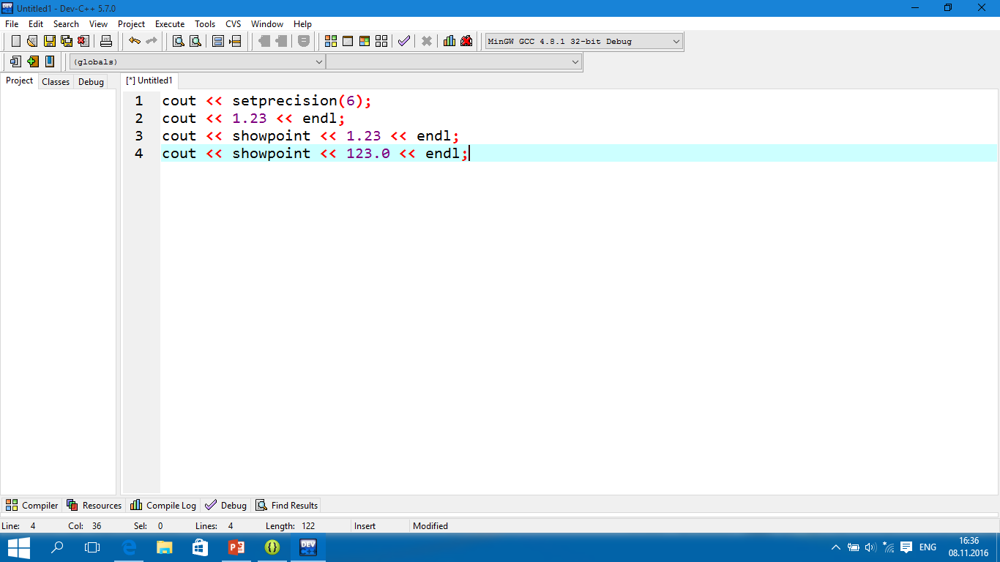 Untitled1 - Dev-C++ 5.7.0
File Edit Search View Project Execute Tools CVS Window Help
MinGW GCC 4.8.1 32-bit Debug
(globals)
Project Classes Debug [*] Untitled1
1 cout << setprecision(6);
2 cout << 1.23 << endl;
3 cout << showpoint << 1.23 << endl;
4 cout << showpoint << 123.0 << endl;
Compiler Resources Compile Log Debug Find Results
Line: 4 Col: 36 Sel: 0 Lines: 4 Length: 122 Insert Modified
DEV C++
ENG
16:36
08.11.2016